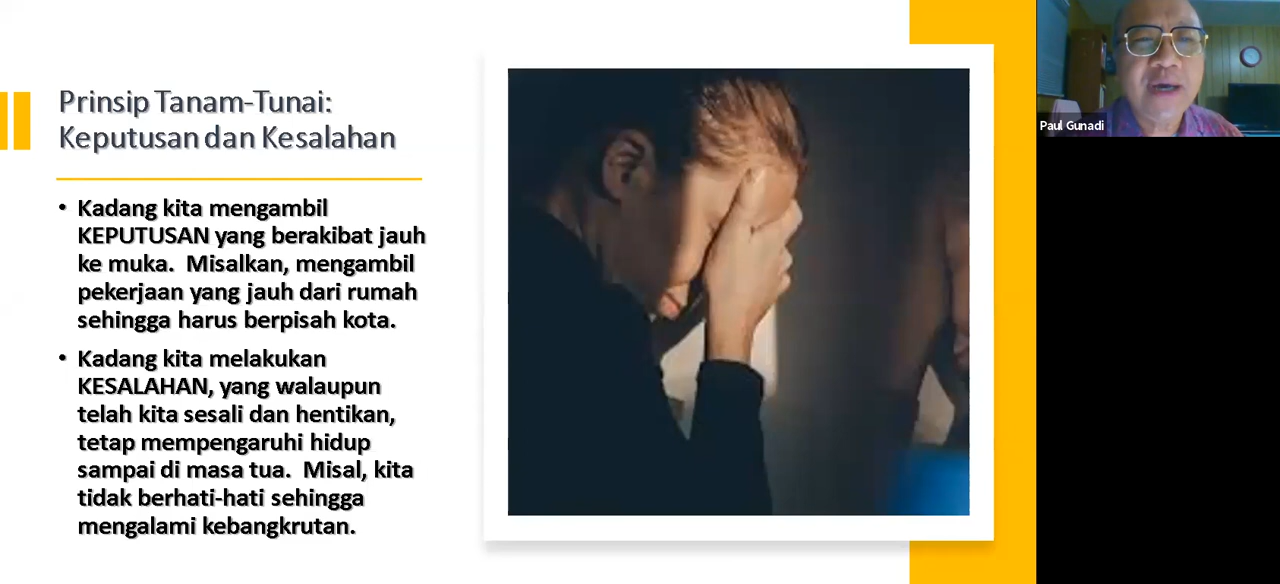 Prinsip Tanam-Tunai:
Keputusan dan Kesalahan
• Kadang kita mengambil
KEPUTUSAN yang berakibat jauh
ke muka. Misalkan, mengambil
pekerjaan yang jauh dari rumah
sehingga harus berpisah kota.
• Kadang kita melakukan
KESALAHAN, yang walaupun
telah kita sesali dan hentikan,
tetap mempengaruhi hidup
sampai di masa tua. Misal, kita
tidak berhati-hati sehingga
mengalami kebangkrutan.
Paul Gunadi